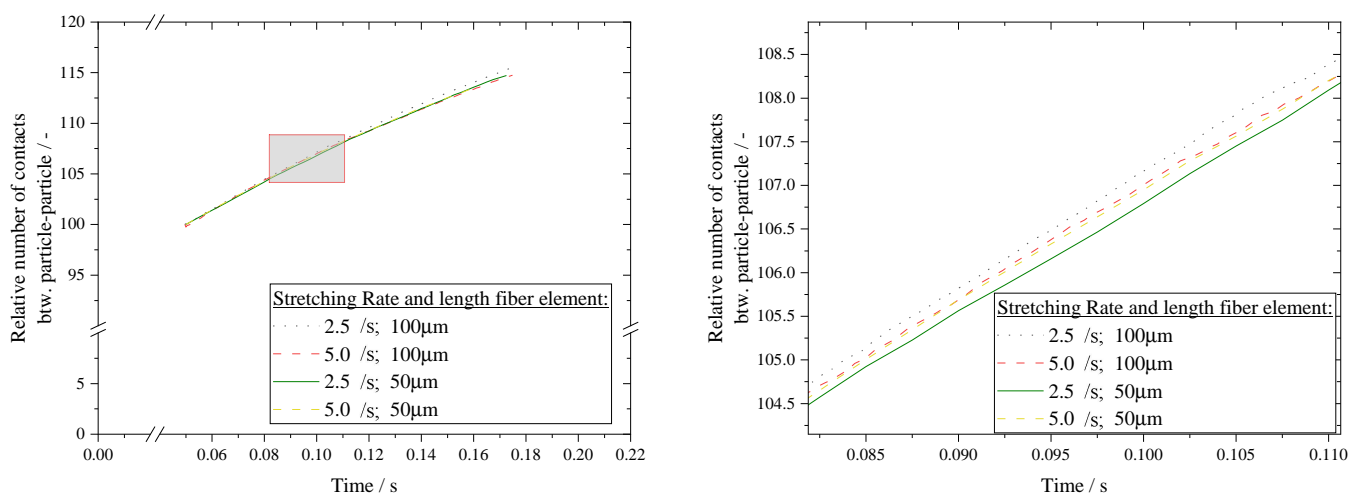 120
115
110
105
100
95
5
0
Relative number of contacts
btw. particle-particle / -
Stretching Rate and length fiber element:
2.5 /s; 100μm
5.0 /s; 100μm
2.5 /s; 50μm
5.0 /s; 50μm
0.00 0.06 0.08 0.10 0.12 0.14 0.16 0.18 0.20 0.22
Time / s
108.5
108.0
107.5
107.0
106.5
106.0
105.5
105.0
104.5
Relative number of contacts
btw. particle-particle / -
Stretching Rate and length fiber element:
2.5 /s; 100μm
5.0 /s; 100μm
2.5 /s; 50μm
5.0 /s; 50μm
0.085 0.090 0.095 0.100 0.105 0.110
Time / s